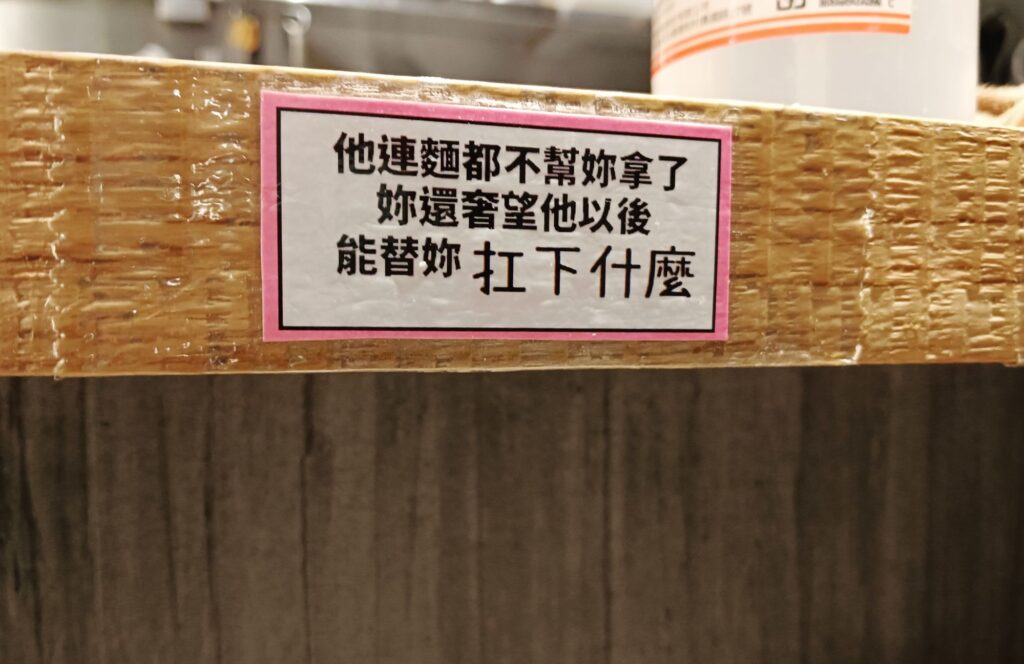 他連麵都不幫妳拿了
妳還奢望他以後
能替妳 扛下什麼